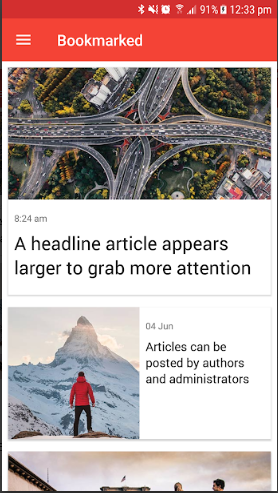 91% 12:33 pm
Bookmarked
8:24 am
A headline article appears
larger to grab more attention
04 Jun
Articles can be
posted by authors
and administrators